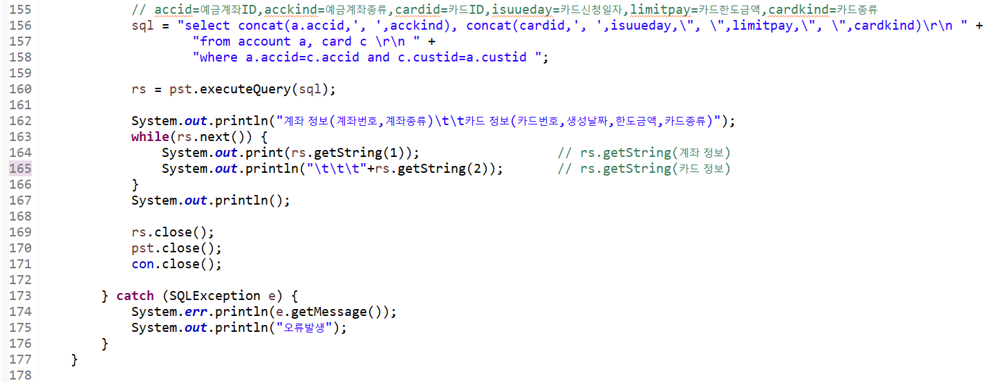 155 // accid=예금계좌ID,acckind=예금계좌종류,cardid=카드ID,isuueday=카드신청일자,limitpay=카드한도금액,cardkind=카드종류
156 sql = "select concat(a.accid,', ',acckind), concat(cardid,', ',isuueday,\", \",limitpay,\", \",cardkind)\r\n " +
157 "from account a, card c \r\n " +
158 "where a.accid=c.accid and c.custid=a.custid ";
159
160 rs = pst.executeQuery(sql);
161
162 System.out.println("계좌 정보(계좌번호,계좌종류)\t\t카드 정보(카드번호,생성날짜,한도금액,카드종류)");
163 while(rs.next()) {
164 System.out.print(rs.getString(1)); // rs.getString(계좌 정보)
165 System.out.println("\t\t\t"+rs.getString(2)); // rs.getString(카드 정보)
166 }
167 System.out.println();
168
169 rs.close();
170 pst.close();
171 con.close();
172
173 } catch (SQLException e) {
174 System.err.println(e.getMessage());
175 System.out.println("오류발생");
176 }
177 }
178